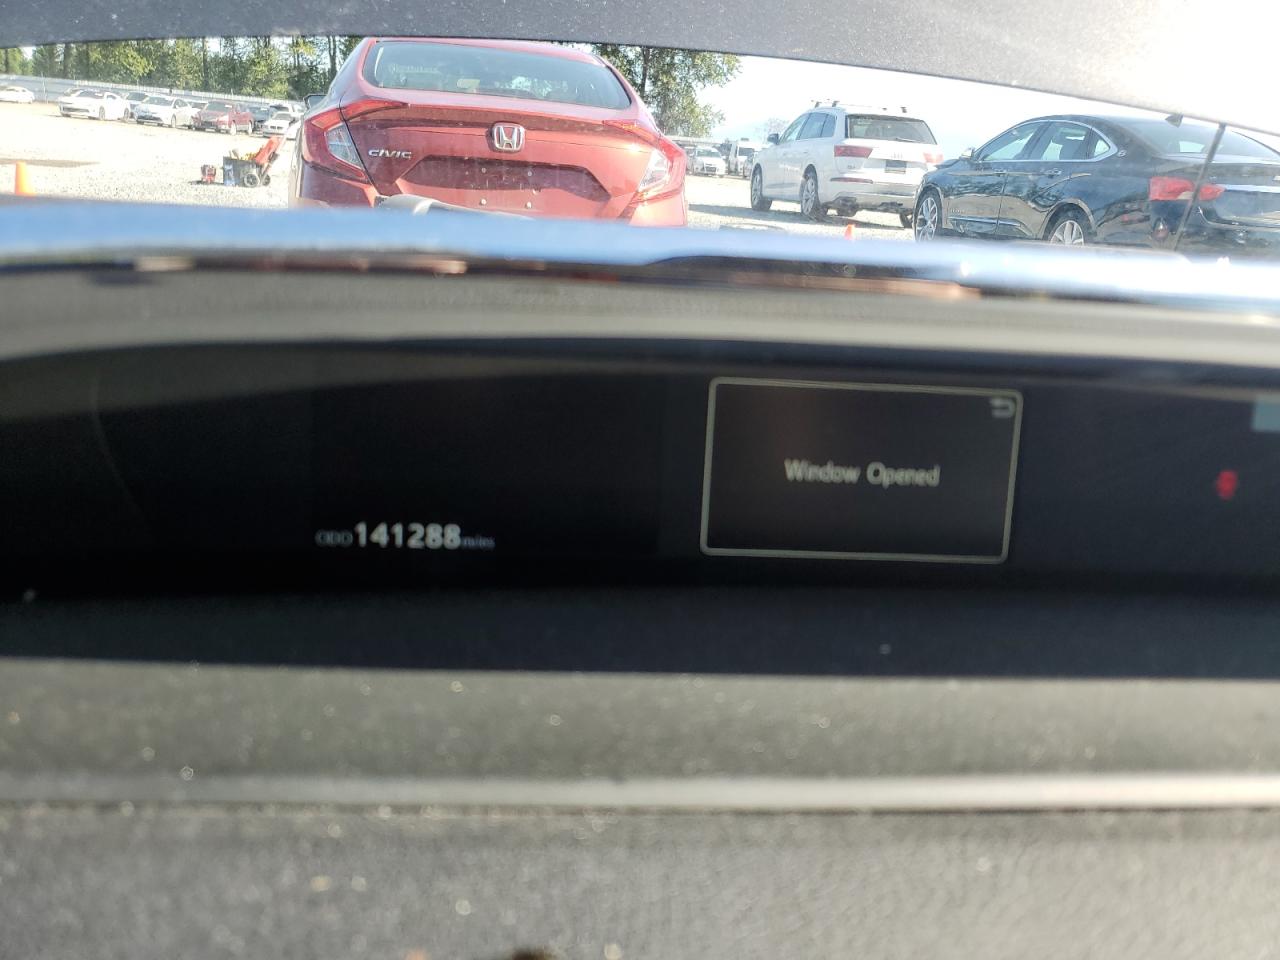 CIVIC
Window Opened
ODO 141288 miles